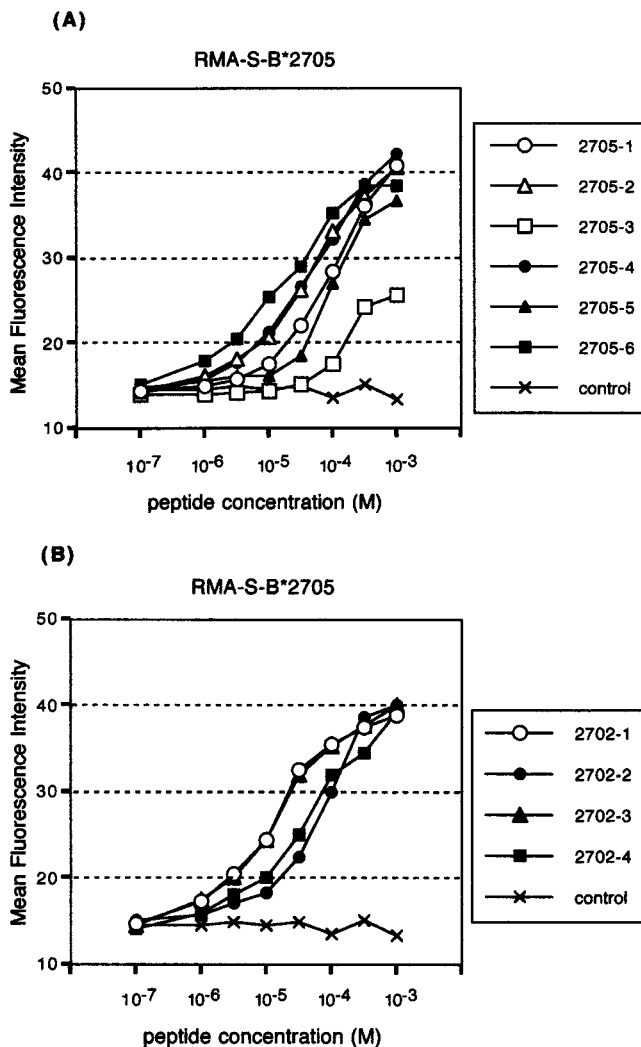 (A)
RMA-S-B*2705
Mean Fluorescence Intensity
50
40
30
20
10
10-7 10-6 10-5 10-4 10-3
peptide concentration (M)
2705-1
2705-2
2705-3
2705-4
2705-5
2705-6
control
(B)
RMA-S-B*2705
Mean Fluorescence Intensity
50
40
30
20
10
10-7 10-6 10-5 10-4 10-3
peptide concentration (M)
2702-1
2702-2
2702-3
2702-4
control